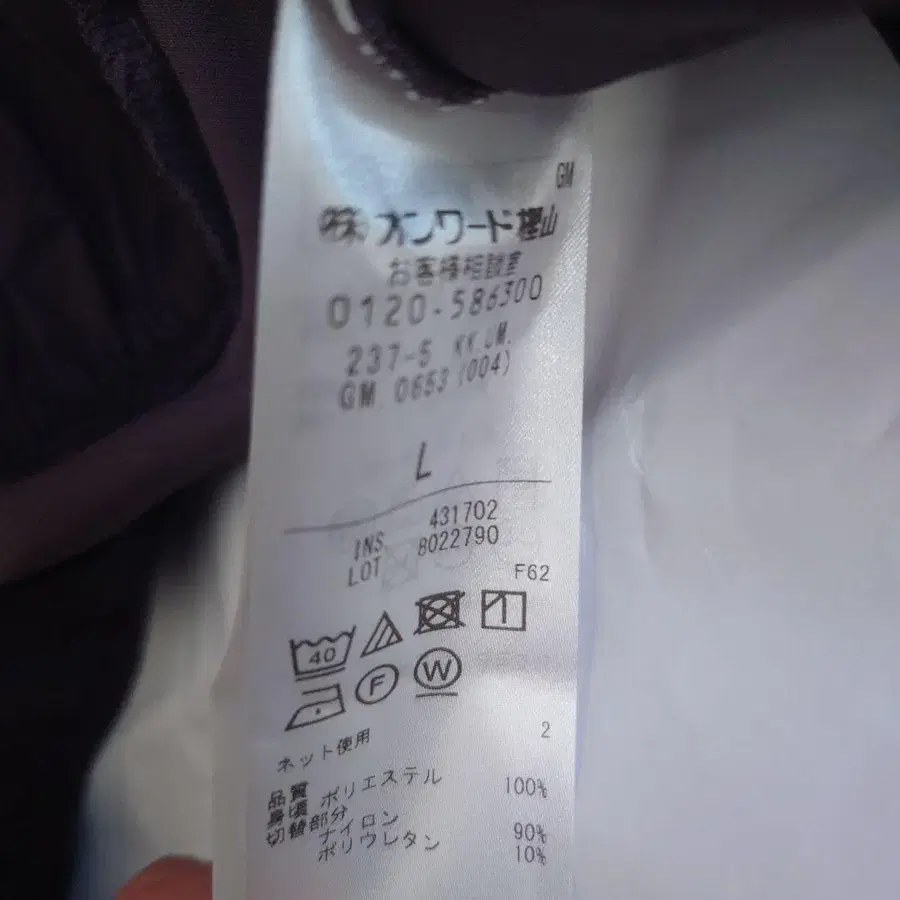 GM
㈱オンワード樫山
お客様相談室
0120-586300
237-5 KK.UM.
GM 0653 (004)
L
INS 431702
LOT 8022790
F62
40
F W
ネット使用 2
品質
身頃 ポリエステル 100%
切替部分
ナイロン 90%
ポリウレタン 10%